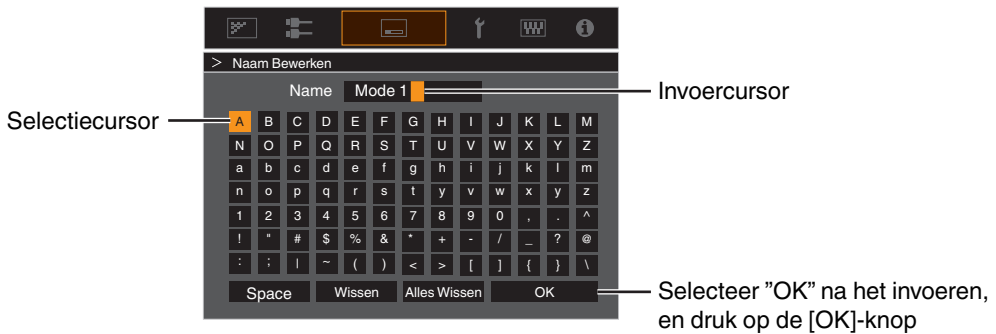 > Naam Bewerken
Name Mode 1
Invoercursor
Selectiecursor
A B C D E F G H I J K L M
N O P Q R S T U V W X Y Z
a b c d e f g h i j k l m
n o p q r s t y v w x y z
1 2 3 4 5 6 7 8 9 0 , . ^
! " # $ % & * + - / _ ? @
: ; | ~ ( ) < > [ ] { } \
Space Wissen Alles Wissen OK
Selecteer ”OK” na het invoeren,
en druk op de [OK]-knop